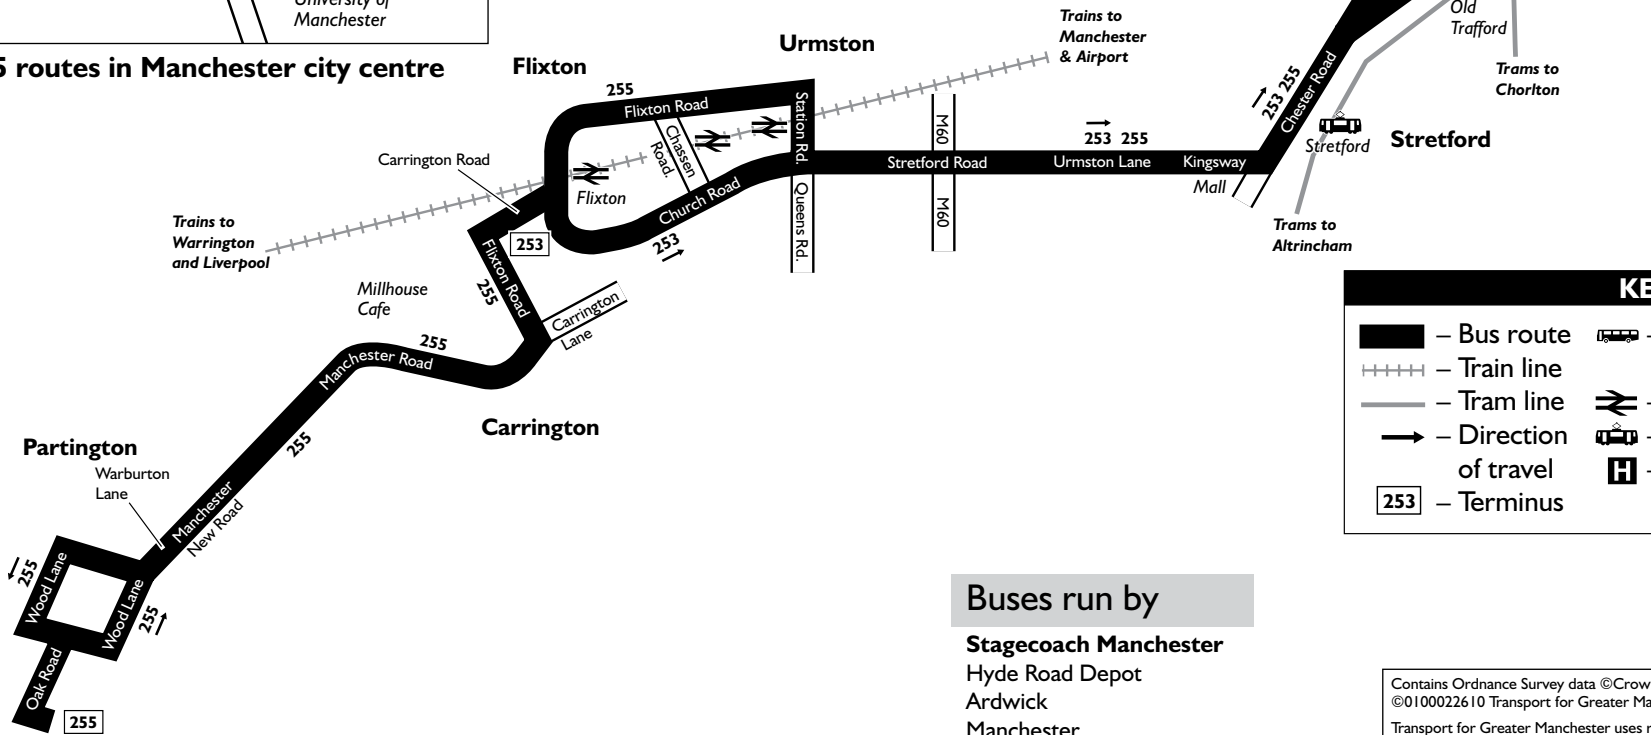 University of
Manchester
5 routes in Manchester city centre
Flixton
Urmston
Trains to
Manchester
& Airport
Old
Trafford
Trams to
Chorlton
255
Flixton Road
Station Rd.
Chassen
Road.
Carrington Road
Flixton
Church Road
253
Queens Rd.
M60
M60
Stretford Road
253 255
Urmston Lane
Kingsway
Mall
253 255
Chester Road
Stretford
Stretford
Trams to
Altrincham
Trains to
Warrington
and Liverpool
253
Flixton Road
255
Millhouse
Cafe
Carrington
Lane
255
Manchester Road
Carrington
255
Partington
Warburton
Lane
Manchester
New Road
255
Wood Lane
Wood Lane
255
Oak Road
255
KE
– Bus route
–
– Train line
– Tram line
–
– Direction
of travel
–
H –
253 – Terminus
Buses run by
Stagecoach Manchester
Hyde Road Depot
Ardwick
Manchester
Contains Ordnance Survey data ©Crow
©0100022610 Transport for Greater Ma
Transport for Greater Manchester uses